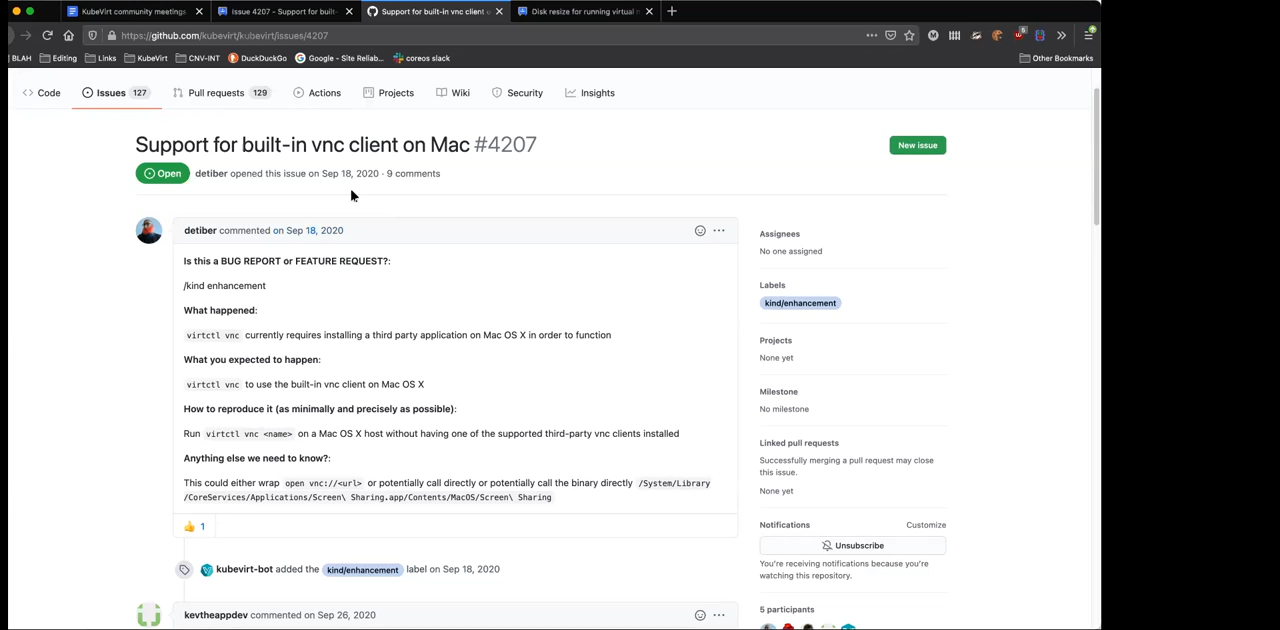 KubeVirt community meetings
Issue 4207 - Support for built-
Support for built-in vnc client o
Disk resize for running virtual
https://github.com/kubevirt/kubevirt/issues/4207
BLAH
Editing
Links
KubeVirt
CNV-INT
DuckDuckGo
Google - Site Reliab...
coreos slack
Other Bookmarks
Code
Issues 127
Pull requests 129
Actions
Projects
Wiki
Security
Insights
Support for built-in vnc client on Mac #4207
New issue
Open
detiber opened this issue on Sep 18, 2020 · 9 comments
detiber commented on Sep 18, 2020
Is this a BUG REPORT or FEATURE REQUEST?:
/kind enhancement
What happened:
virtctl vnc currently requires installing a third party application on Mac OS X in order to function
What you expected to happen:
virtctl vnc to use the built-in vnc client on Mac OS X
How to reproduce it (as minimally and precisely as possible):
Run virtctl vnc <name> on a Mac OS X host without having one of the supported third-party vnc clients installed
Anything else we need to know?:
This could either wrap open vnc://<url> or potentially call directly or potentially call the binary directly /System/Library
/CoreServices/Applications/Screen\ Sharing.app/Contents/MacOS/Screen\ Sharing
1
kubevirt-bot added the kind/enhancement label on Sep 18, 2020
kevtheappdev commented on Sep 26, 2020
Assignees
No one assigned
Labels
kind/enhancement
Projects
None yet
Milestone
No milestone
Linked pull requests
Successfully merging a pull request may close
this issue.
None yet
Notifications
Customize
Unsubscribe
You're receiving notifications because you're
watching this repository.
5 participants